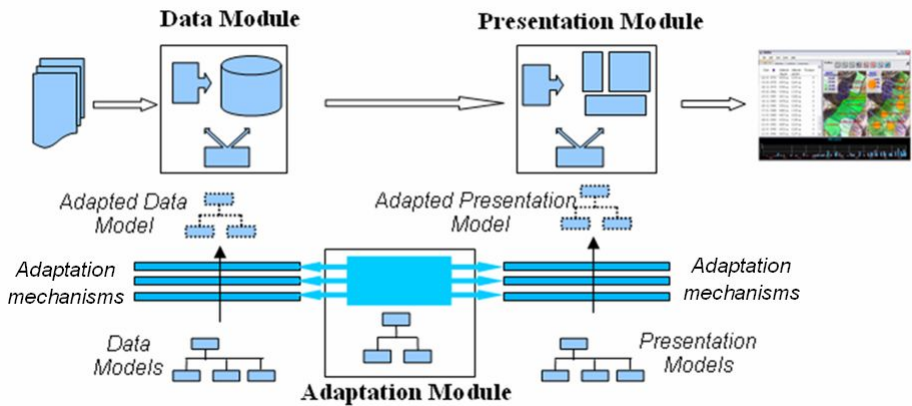 Data Module
Presentation Module
Adapted Data
Model
Adapted Presentation
Model
Adaptation
mechanisms
Adaptation
mechanisms
Data
Models
Presentation
Models
Adaptation Module